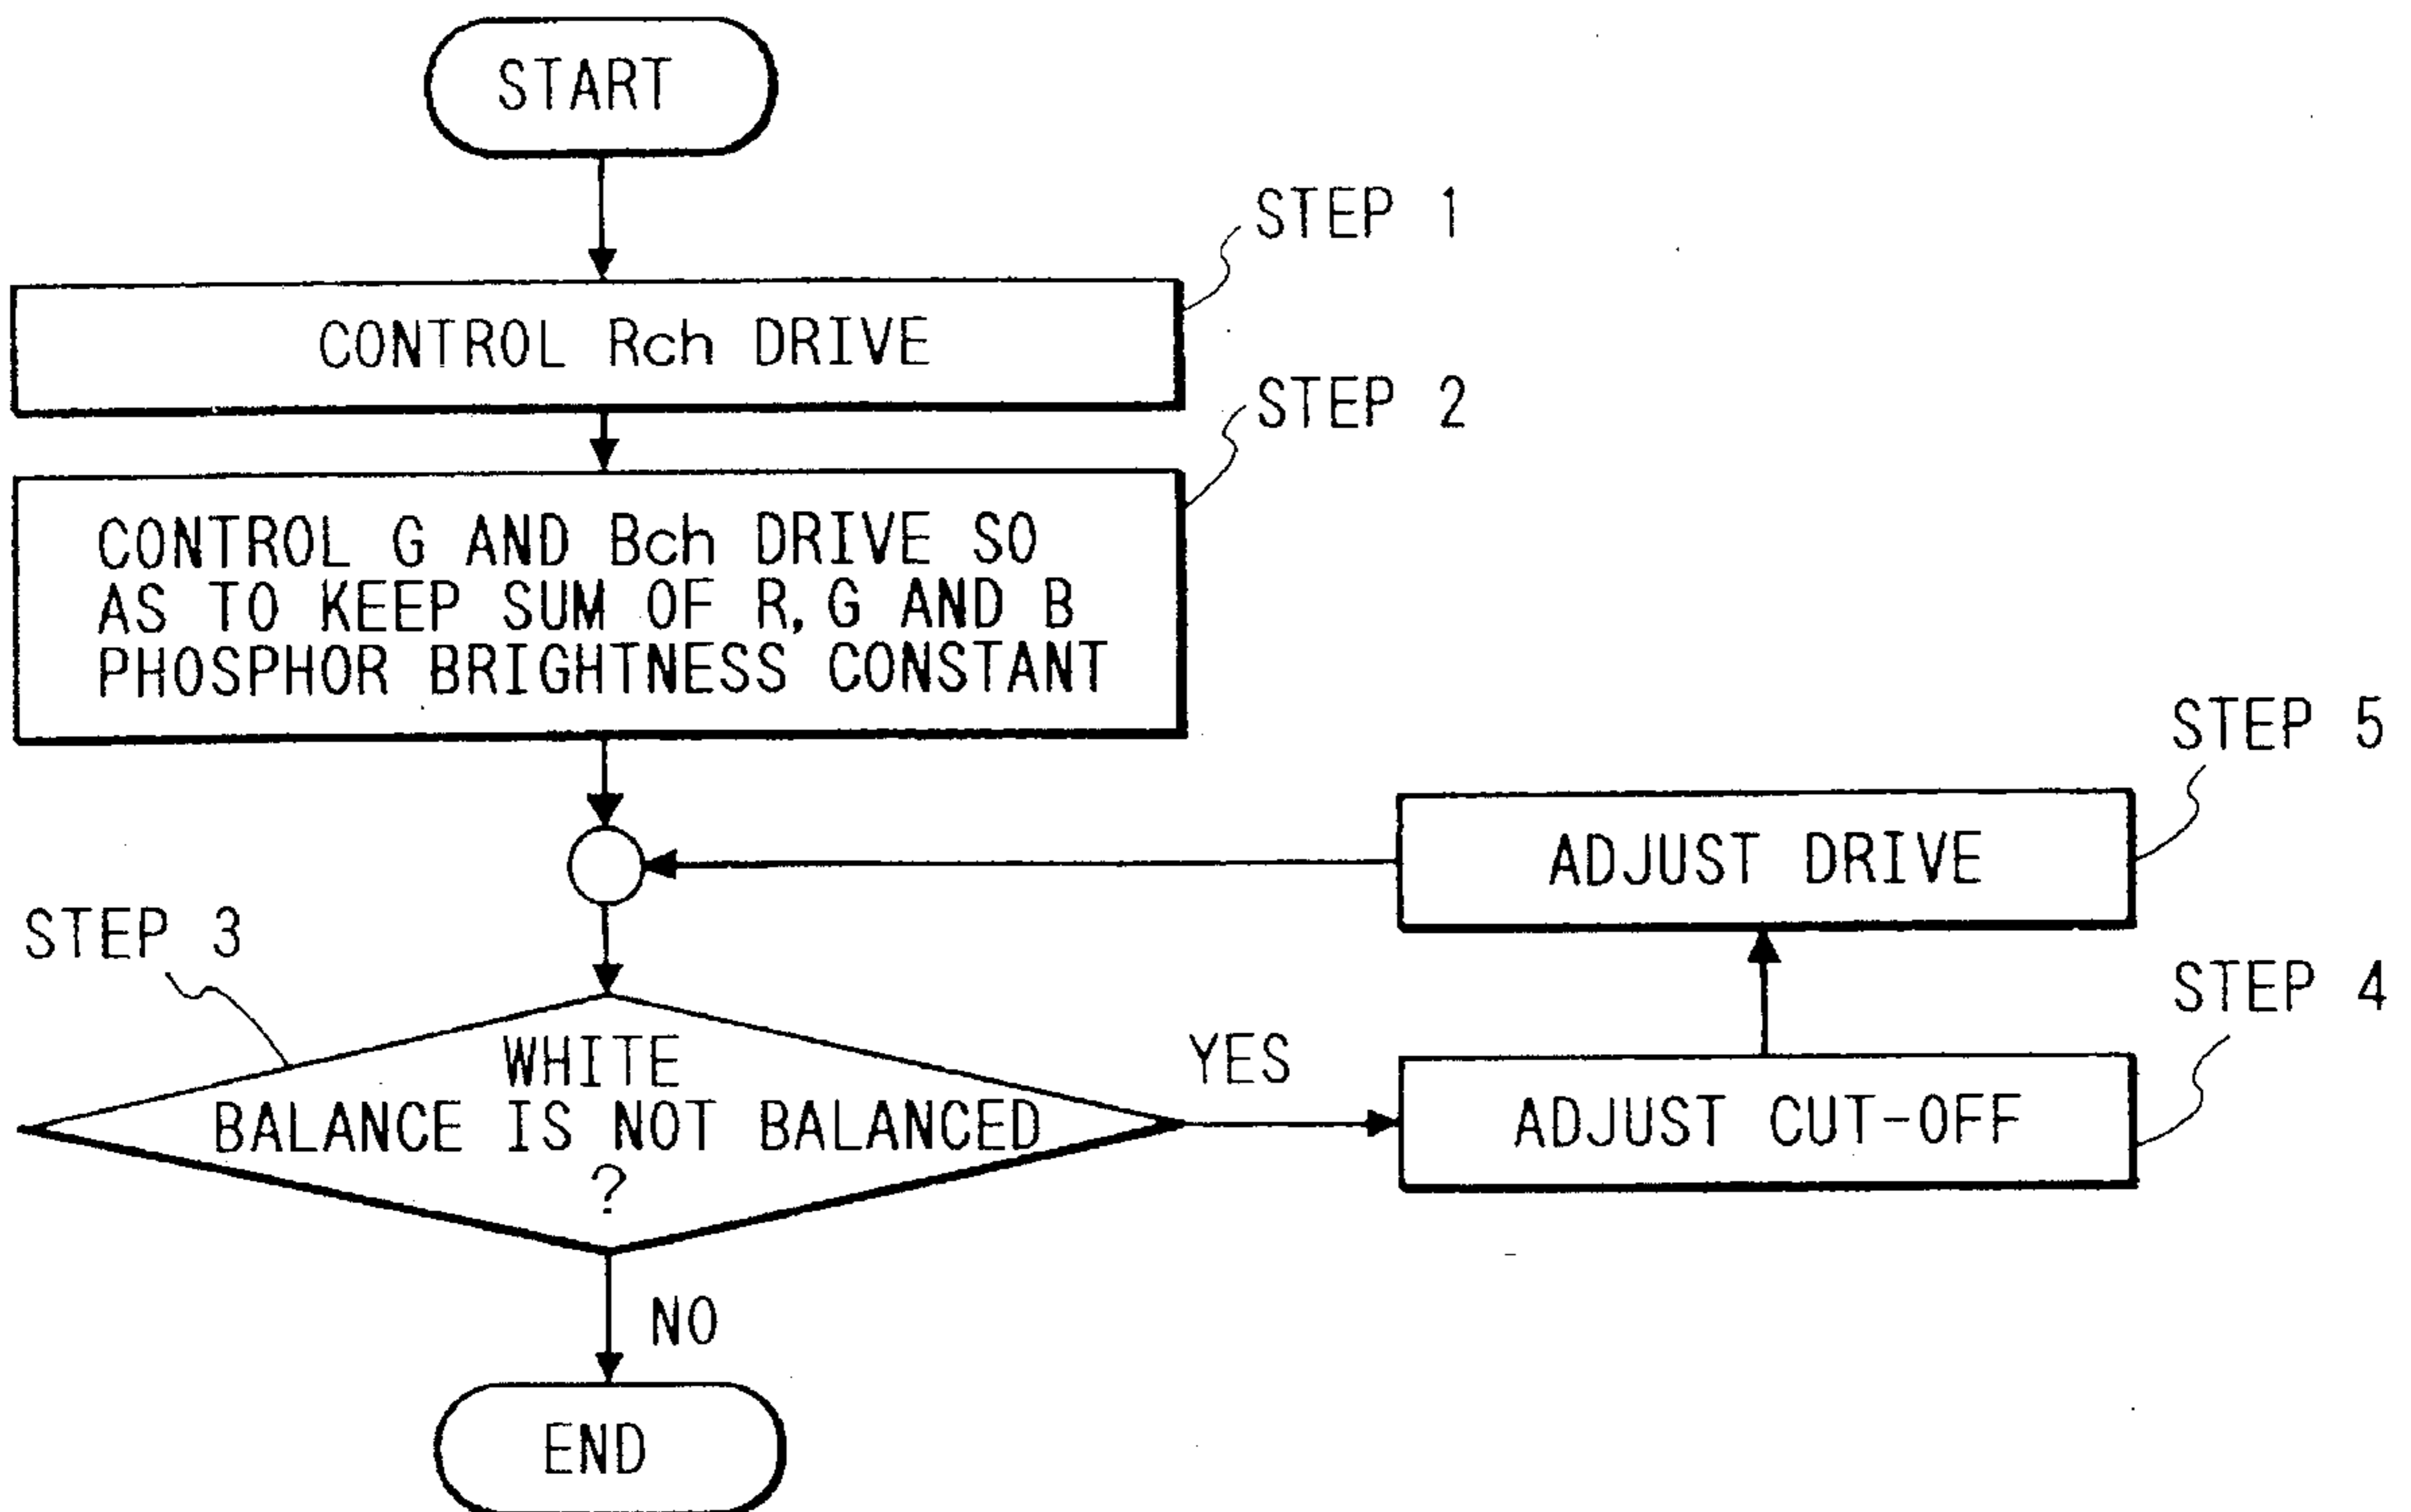 START
STEP 1
CONTROL Rch DRIVE
STEP 2
CONTROL G AND Bch DRIVE SO
AS TO KEEP SUM OF R, G AND B
PHOSPHOR BRIGHTNESS CONSTANT
STEP 5
ADJUST DRIVE
STEP 3
STEP 4
WHITE
BALANCE IS NOT BALANCED
?
YES
ADJUST CUT-OFF
NO
END